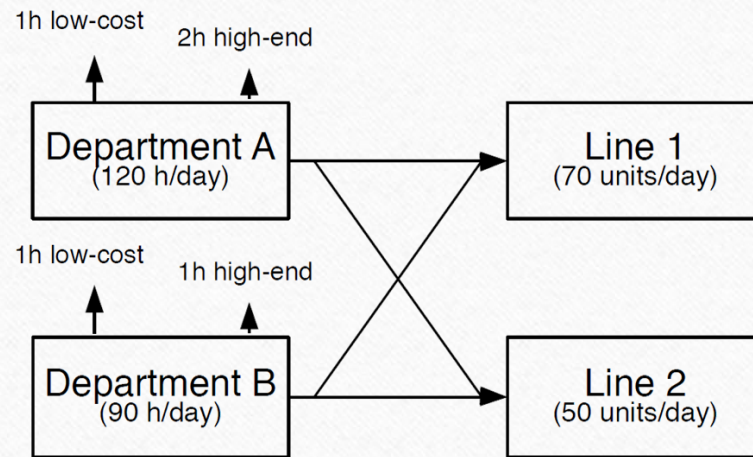 1h low-cost
2h high-end
Department A
(120 h/day)
Line 1
(70 units/day)
1h low-cost
1h high-end
Department B
(90 h/day)
Line 2
(50 units/day)